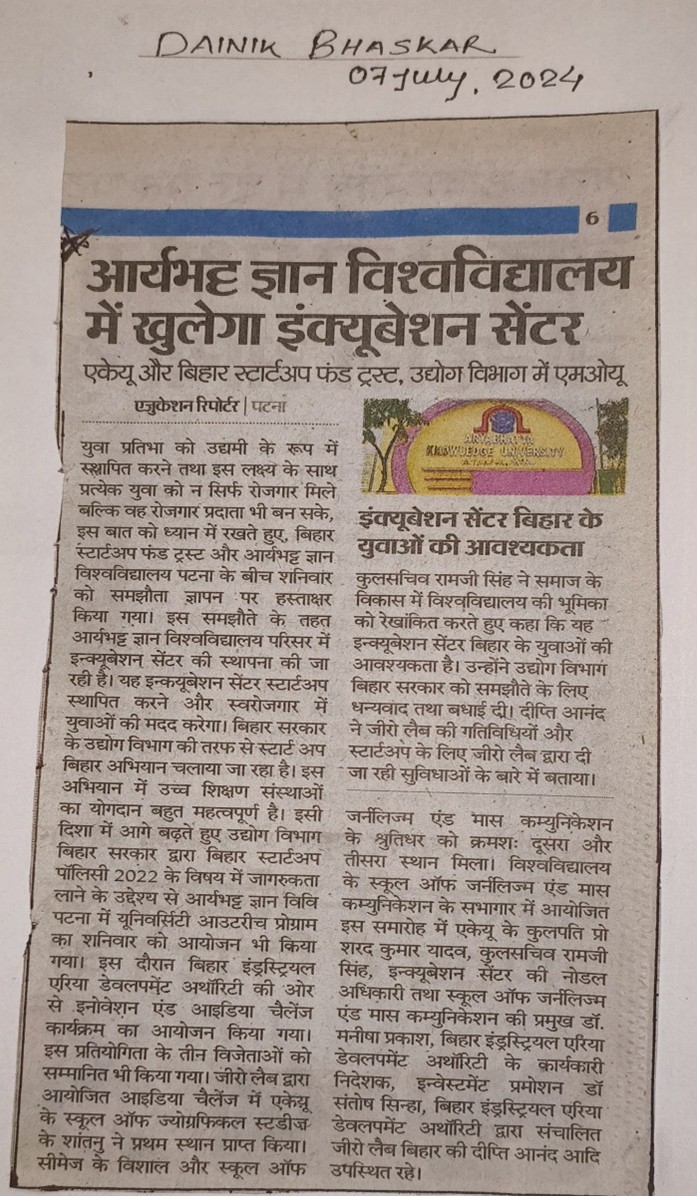 DAINIK BHASKAR
07 July, 2024
6
आर्यभट्ट ज्ञान विश्वविद्यालय
में खुलेगा इंक्यूबेशन सेंटर
एकेयू और बिहार स्टार्टअप फंड ट्रस्ट, उद्योग विभाग में एमओयू
एजुकेशन रिपोर्टर | पटना
युवा प्रतिभा को उद्यमी के रूप में
स्थापित करने तथा इस लक्ष्य के साथ
प्रत्येक युवा को न सिर्फ रोजगार मिले
बल्कि वह रोजगार प्रदाता भी बन सके,
इस बात को ध्यान में रखते हुए, बिहार
स्टार्टअप फंड ट्रस्ट और आर्यभट्ट ज्ञान
विश्वविद्यालय पटना के बीच शनिवार
को समझौता ज्ञापन पर हस्ताक्षर
किया गया। इस समझौते के तहत
आर्यभट्ट ज्ञान विश्वविद्यालय परिसर में
इन्क्यूबेशन सेंटर की स्थापना की जा
रही है। यह इन्कयूबेशन सेंटर स्टार्टअप
स्थापित करने और स्वरोजगार में
युवाओं की मदद करेगा। बिहार सरकार
के उद्योग विभाग की तरफ से स्टार्ट अप
बिहार अभियान चलाया जा रहा है। इस
अभियान में उच्च शिक्षण संस्थाओं
का योगदान बहुत महत्वपूर्ण है। इसी
दिशा में आगे बढ़ते हुए उद्योग विभाग
बिहार सरकार द्वारा बिहार स्टार्टअप
पॉलिसी 2022 के विषय में जागरुकता
लाने के उद्देश्य से आर्यभट्ट ज्ञान विवि
पटना में यूनिवर्सिटी आउटरीच प्रोग्राम
का शनिवार को आयोजन भी किया
गया। इस दौरान बिहार इंड्रस्ट्रियल
एरिया डेवलपमेंट अथॉरिटी की ओर
से इनोवेशन एंड आइडिया चैलेंज
कार्यक्रम का आयोजन किया गया।
इस प्रतियोगिता के तीन विजेताओं को
सम्मानित भी किया गया। जीरो लैब द्वारा
आयोजित आइडिया चैलेंज में एकेयू
के स्कूल ऑफ ज्योग्रफिकल स्टडीज
के शांतनु ने प्रथम स्थान प्राप्त किया।
सीमेज के विशाल और स्कूल ऑफ
ARYABHATTA
KNOWLEDGE UNIVERSITY
इंक्यूबेशन सेंटर बिहार के
युवाओं की आवश्यकता
कुलसचिव रामजी सिंह ने समाज के
विकास में विश्वविद्यालय की भूमिका
को रेखांकित करते हुए कहा कि यह
इन्क्यूबेशन सेंटर बिहार के युवाओं की
आवश्यकता है। उन्होंने उद्योग विभाग
बिहार सरकार को समझौते के लिए
धन्यवाद तथा बधाई दी। दीप्ति आनंद
ने जीरो लैब की गतिविधियों और
स्टार्टअप के लिए जीरो लैब द्वारा दी
जा रही सुविधाओं के बारे में बताया।
जर्नलिज्म एंड मास कम्युनिकेशन
के श्रुतिधर को क्रमशः दूसरा और
तीसरा स्थान मिला। विश्वविद्यालय
के स्कूल ऑफ जर्नलिज्म एंड मास
कम्युनिकेशन के सभागार में आयोजित
इस समारोह में एकेयू के कुलपति प्रो
शरद कुमार यादव, कुलसचिव रामजी
सिंह, इन्क्यूबेशन सेंटर की नोडल
अधिकारी तथा स्कूल ऑफ जर्नलिज्म
एंड मास कम्युनिकेशन की प्रमुख डॉ.
मनीषा प्रकाश, बिहार इंड्रस्ट्रियल एरिया
डेवलपमेंट अथॉरिटी के कार्यकारी
निदेशक, इन्वेस्टमेंट प्रमोशन डॉ
संतोष सिन्हा, बिहार इंड्रस्ट्रियल एरिया
डेवलपमेंट अथॉरिटी द्वारा संचालित
जीरो लैब बिहार की दीप्ति आनंद आदि
उपस्थित रहे।